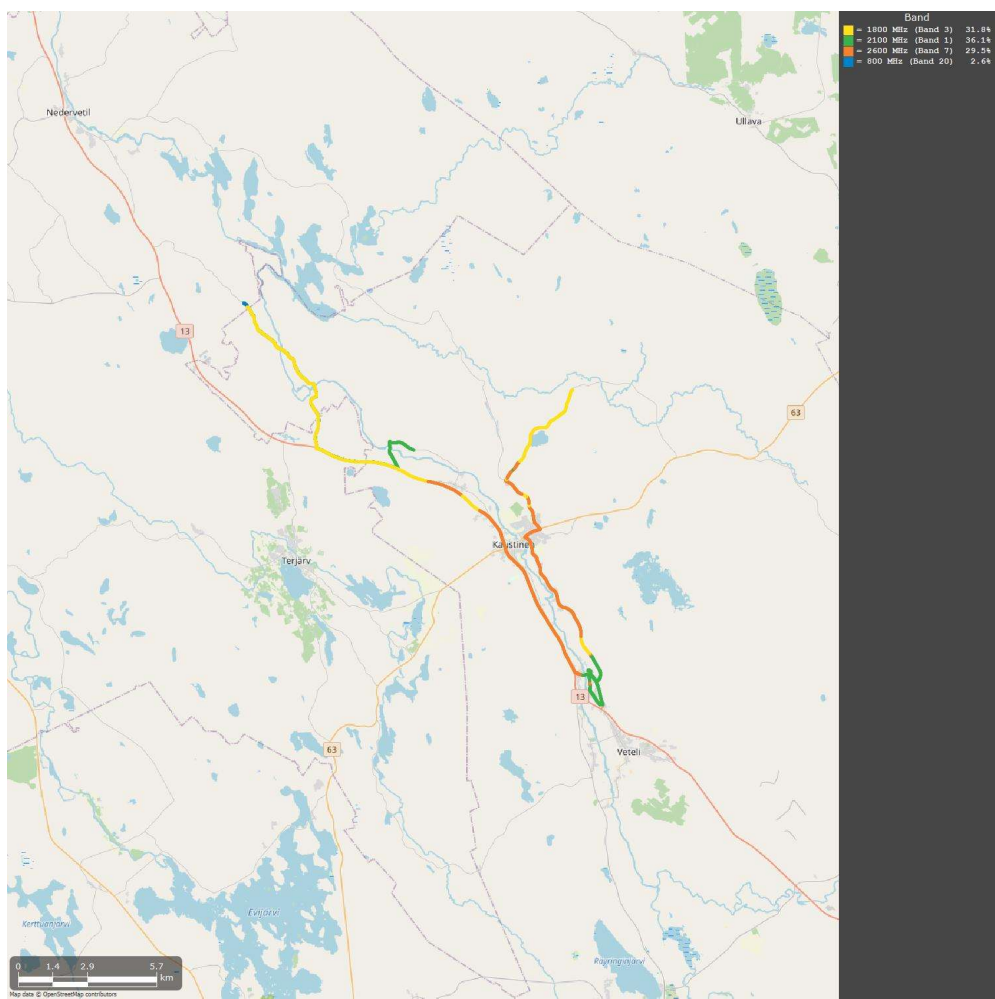 Band
= 1800 MHz (Band 3) 31.8%
= 2100 MHz (Band 1) 36.1%
= 2600 MHz (Band 7) 29.5%
= 800 MHz (Band 20) 2.6%
Nedervetil
Ullava
13
63
Kaustinen
Terjärv
13
63
Veteli
Evijärvi
Kerttuanjärvi
Räyringinjärvi
0 1.4 2.9 5.7
km
Map data © OpenStreetMap contributors